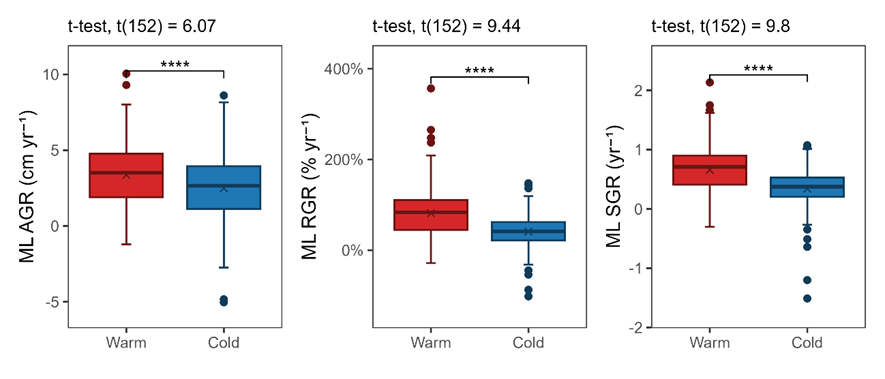 t-test, t(152) = 6.07
ML AGR (cm yr⁻¹)
10
5
0
-5
****
Warm
Cold
t-test, t(152) = 9.44
ML RGR (% yr⁻¹)
400%
200%
0%
****
Warm
Cold
t-test, t(152) = 9.8
ML SGR (yr⁻¹)
2
1
0
-1
-2
****
Warm
Cold